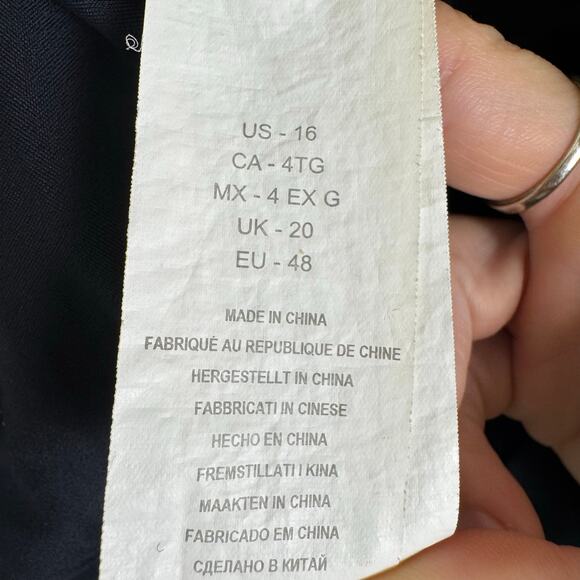 US - 16
CA - 4TG
MX - 4 EX G
UK - 20
EU - 48
MADE IN CHINA
FABRIQUÉ AU REPUBLIQUE DE CHINE
HERGESTELLT IN CHINA
FABBRICATI IN CINESE
HECHO EN CHINA
FREMSTILLATI I KINA
MAAKTEN IN CHINA
FABRICADO EM CHINA
СДЕЛАНО В КИТАЙ